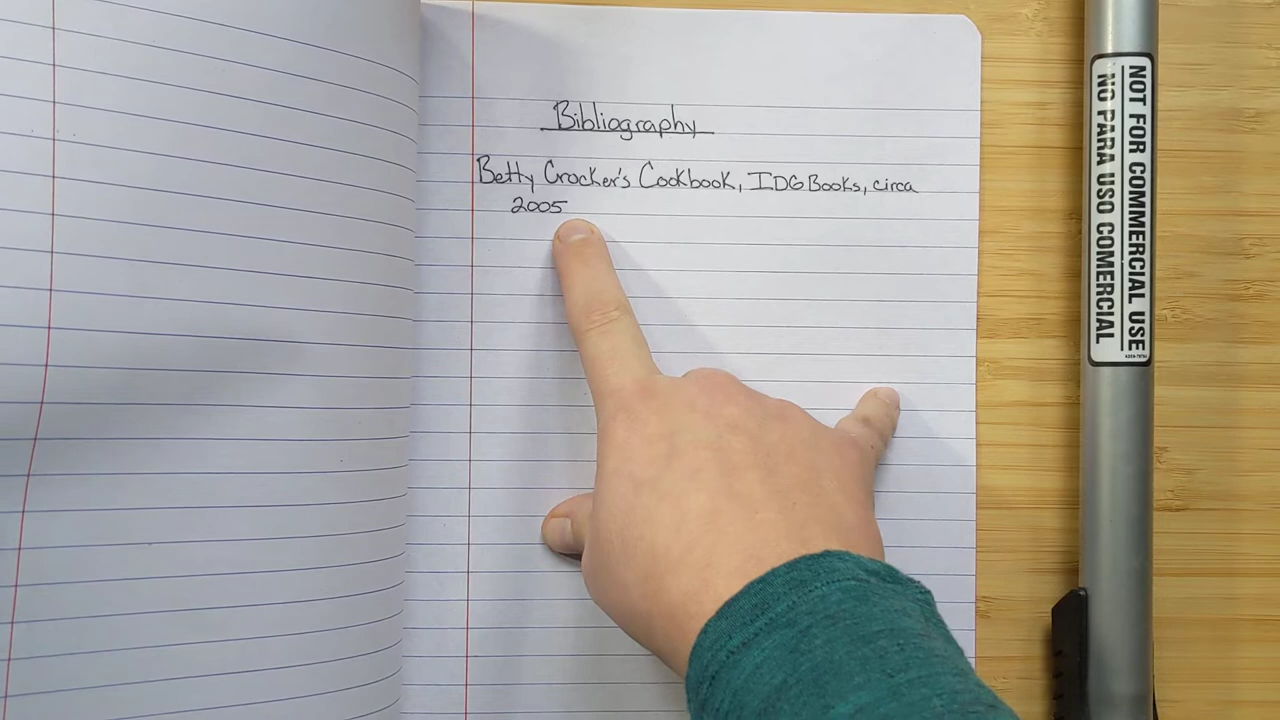 Bibliography
Betty Crocker's Cookbook, IDG Books, circa
2005
NOT FOR COMMERCIAL USE
NO PARA USO COMERCIAL